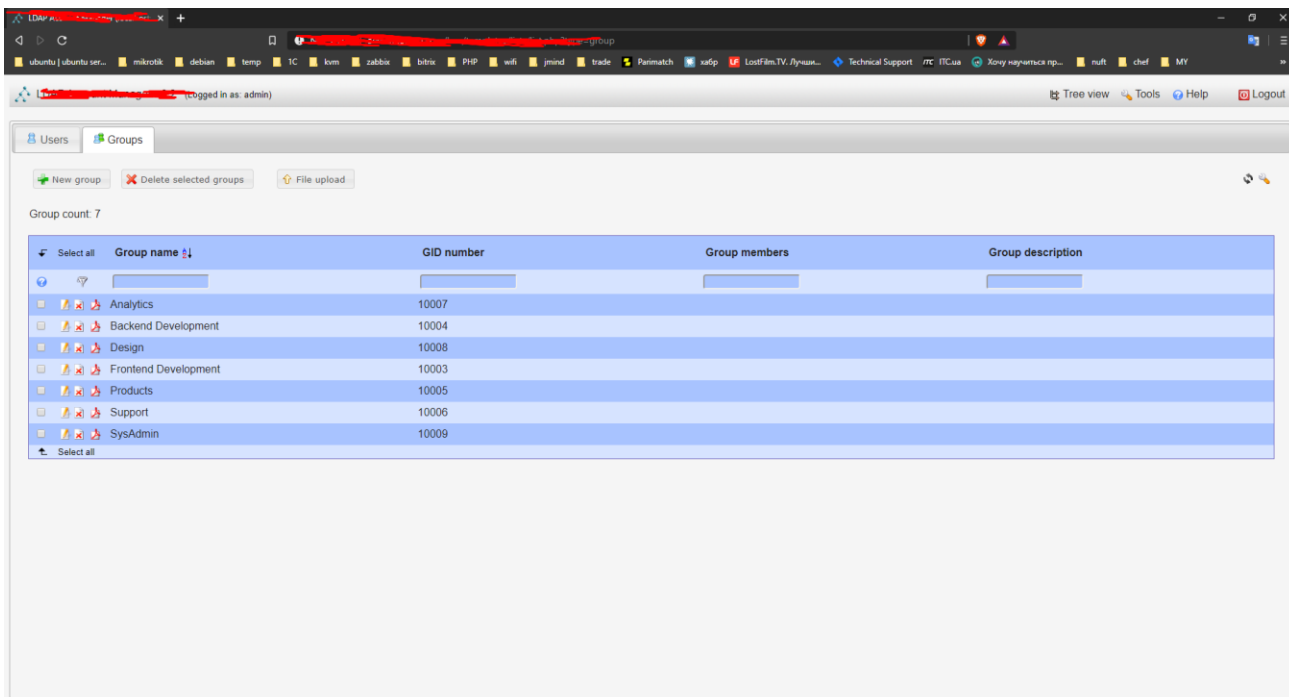 LDAP
group
ubuntu | ubuntu ser... mikrotik debian temp 1C kvm zabbix bitrix PHP wifi jmind trade Parimatch хабр LostFilm.TV. Лучши... Technical Support ITC.ua Хочу научиться пр... nuft chef MY »
(Logged in as: admin) Tree view Tools Help Logout
Users Groups
New group Delete selected groups File upload
Group count: 7
Select all Group name GID number Group members Group description
Analytics 10007
Backend Development 10004
Design 10008
Frontend Development 10003
Products 10005
Support 10006
SysAdmin 10009
Select all